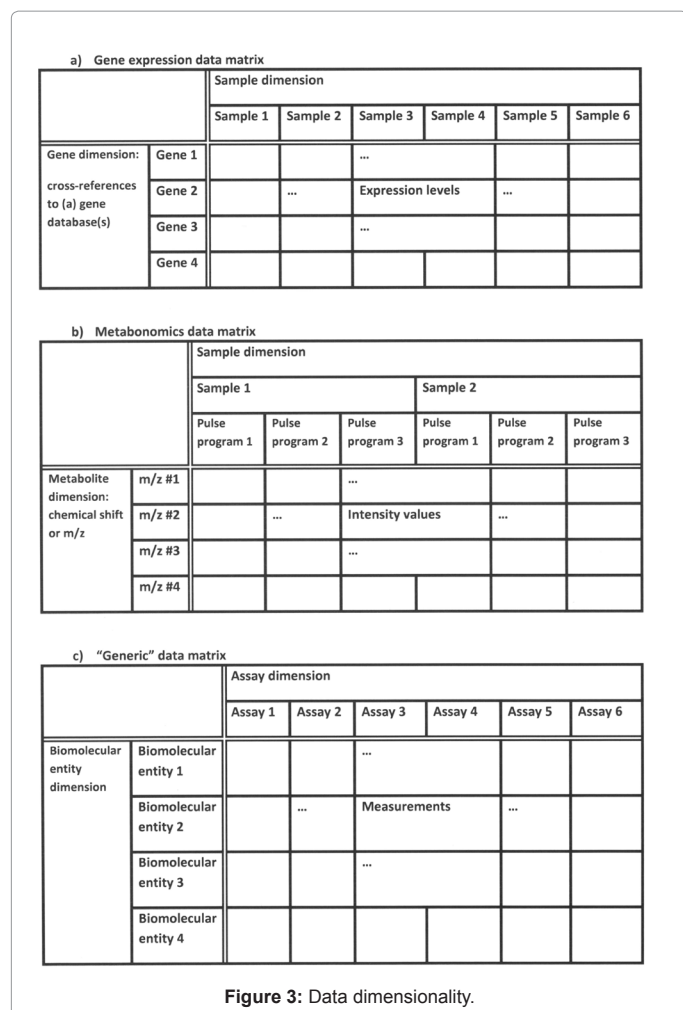 a) Gene expression data matrix
Sample dimension
Sample 1 Sample 2 Sample 3 Sample 4 Sample 5 Sample 6
Gene dimension:
cross-references
to (a) gene
database(s)
Gene 1 ...
Gene 2 ... Expression levels ...
Gene 3 ...
Gene 4
b) Metabonomics data matrix
Sample dimension
Sample 1 Sample 2
Pulse program 1 Pulse program 2 Pulse program 3 Pulse program 1 Pulse program 2 Pulse program 3
Metabolite
dimension:
chemical shift
or m/z
m/z #1 ...
m/z #2 ... Intensity values ...
m/z #3 ...
m/z #4
c) "Generic" data matrix
Assay dimension
Assay 1 Assay 2 Assay 3 Assay 4 Assay 5 Assay 6
Biomolecular
entity
dimension
Biomolecular
entity 1
...
Biomolecular
entity 2
... Measurements ...
Biomolecular
entity 3
...
Biomolecular
entity 4
Figure 3: Data dimensionality.